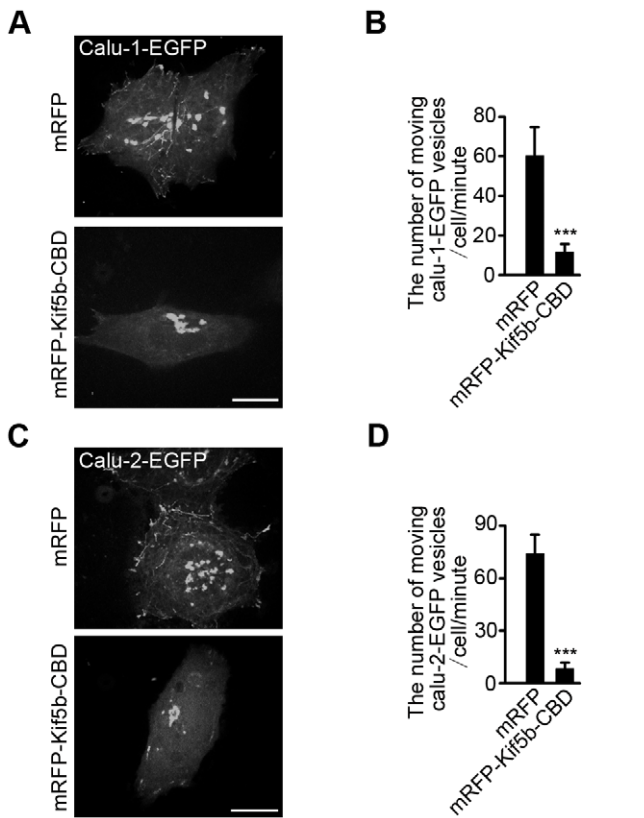 A
Calu-1-EGFP
mRFP
mRFP-Kif5b-CBD
B
The number of moving
calu-1-EGFP vesicles
/cell/minute
80
60
40
20
0
***
mRFP
mRFP-Kif5b-CBD
C
Calu-2-EGFP
mRFP
mRFP-Kif5b-CBD
D
The number of moving
calu-2-EGFP vesicles
/cell/minute
90
60
30
0
***
mRFP
mRFP-Kif5b-CBD